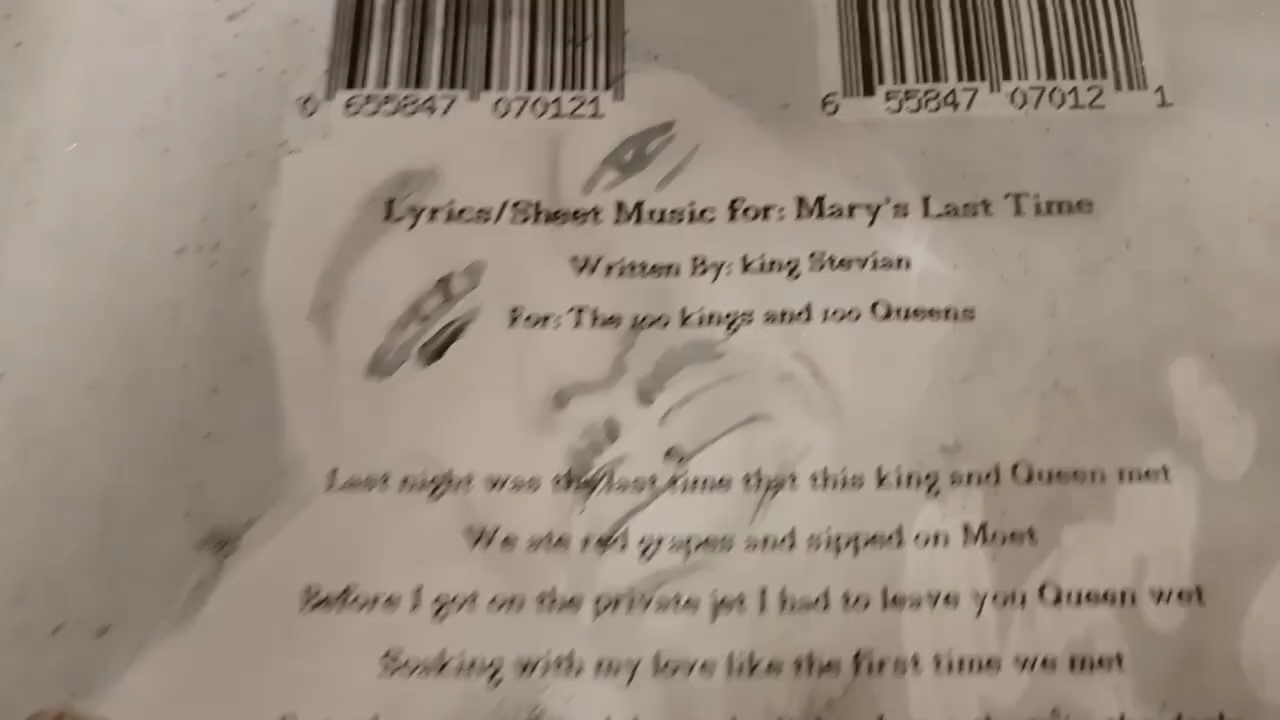 0 655847 070121 6 55847 07012 1
Lyrics/Sheet Music for: Mary's Last Time
Written By: king Stevian
For: The 100 kings and 100 Queens
Last night was the last time that this king and Queen met
We ate red grapes and sipped on Moet
Before I got on the private jet I had to leave you Queen wet
Soaking with my love like the first time we met